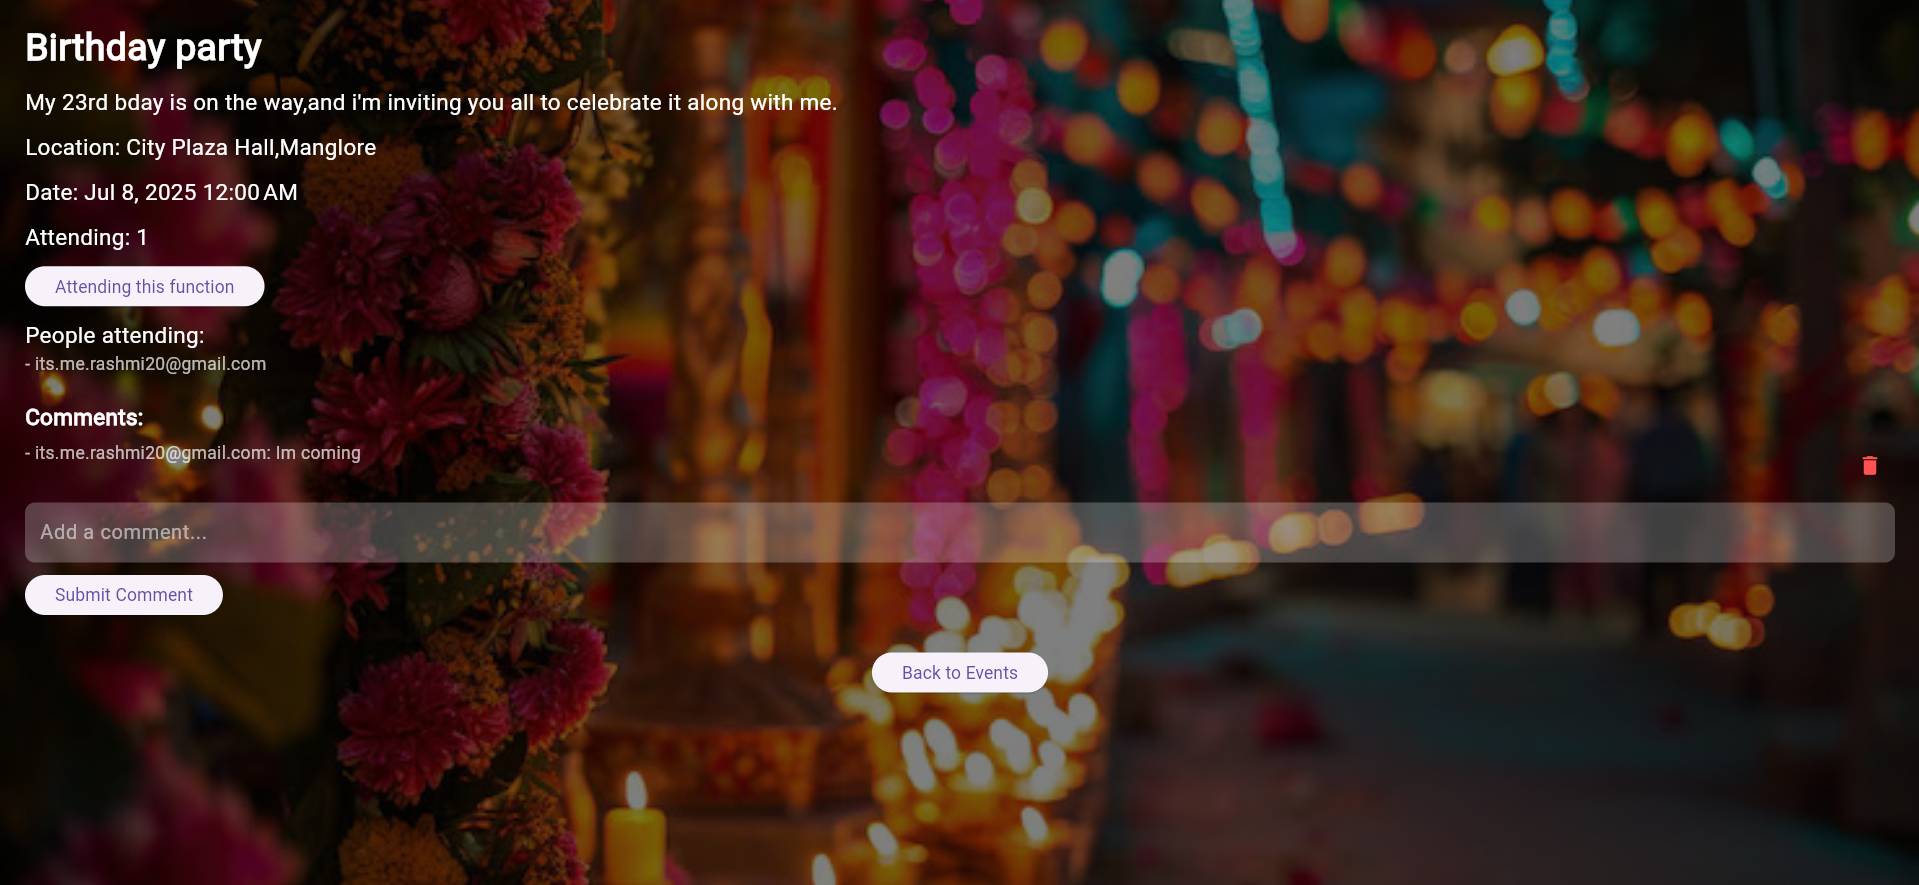 Birthday party
My 23rd bday is on the way,and i'm inviting you all to celebrate it along with me.
Location: City Plaza Hall,Manglore
Date: Jul 8, 2025 12:00 AM
Attending: 1
Attending this function
People attending:
- its.me.rashmi20@gmail.com
Comments:
- its.me.rashmi20@gmail.com: Im coming
Add a comment...
Submit Comment
Back to Events